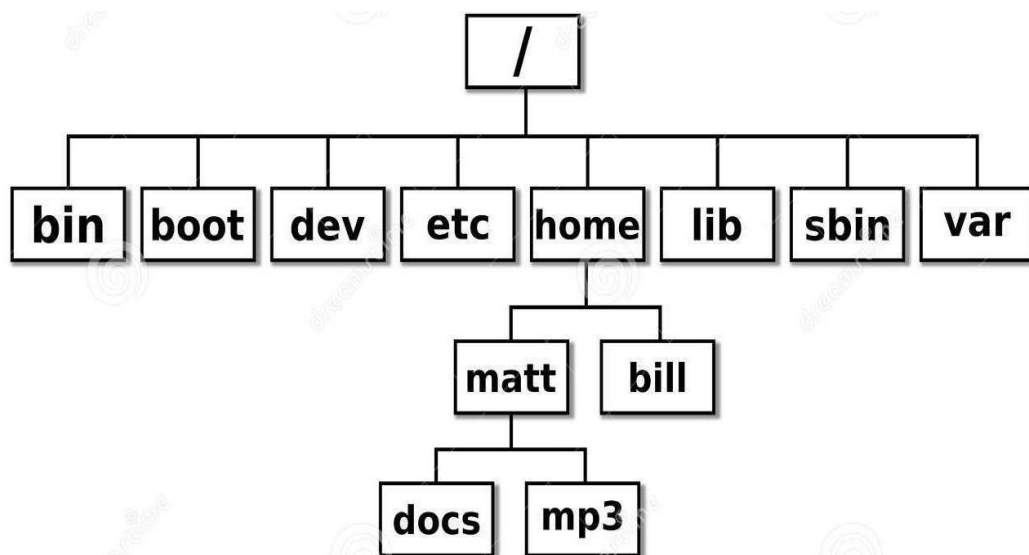 /
bin boot dev etc home lib sbin var
matt bill
docs mp3